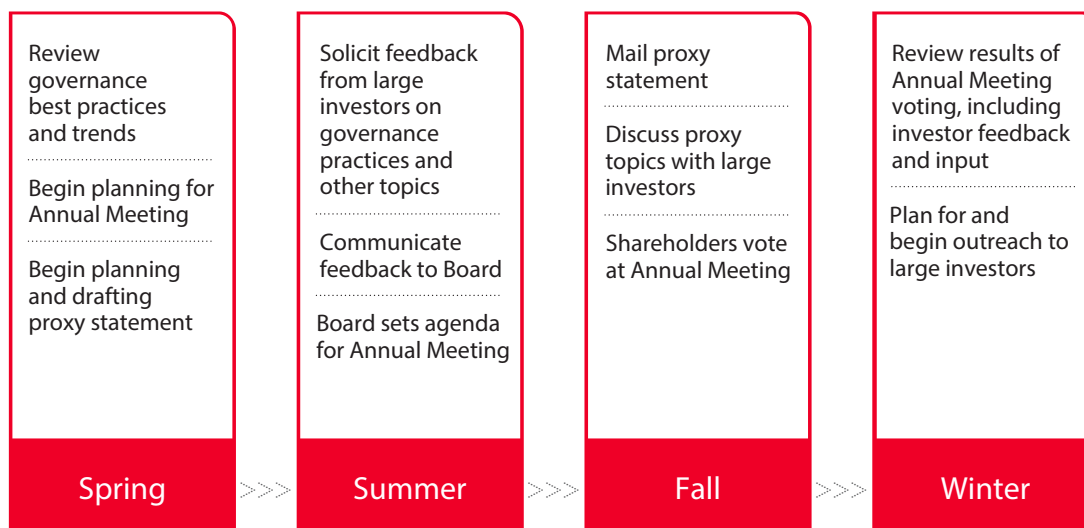 Review
governance
best practices
and trends
Begin planning for
Annual Meeting
Begin planning
and drafting
proxy statement
Spring
>>>
Solicit feedback
from large
investors on
governance
practices and
other topics
Communicate
feedback to Board
Board sets agenda
for Annual Meeting
Summer
>>>
Mail proxy
statement
Discuss proxy
topics with large
investors
Shareholders vote
at Annual Meeting
Fall
>>>
Review results of
Annual Meeting
voting, including
investor feedback
and input
Plan for and
begin outreach to
large investors
Winter